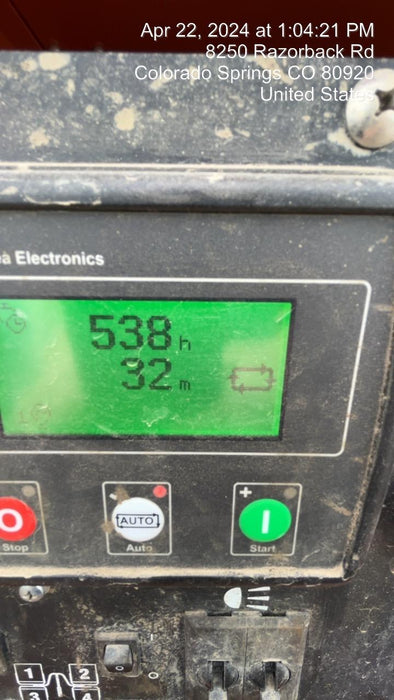 Apr 22, 2024 at 1:04:21 PM
8250 Razorback Rd
Colorado Springs CO 80920
United States
a Electronics
538 h
32 m
O
AUTO
I
Stop
Auto
Start
1 2
3 4